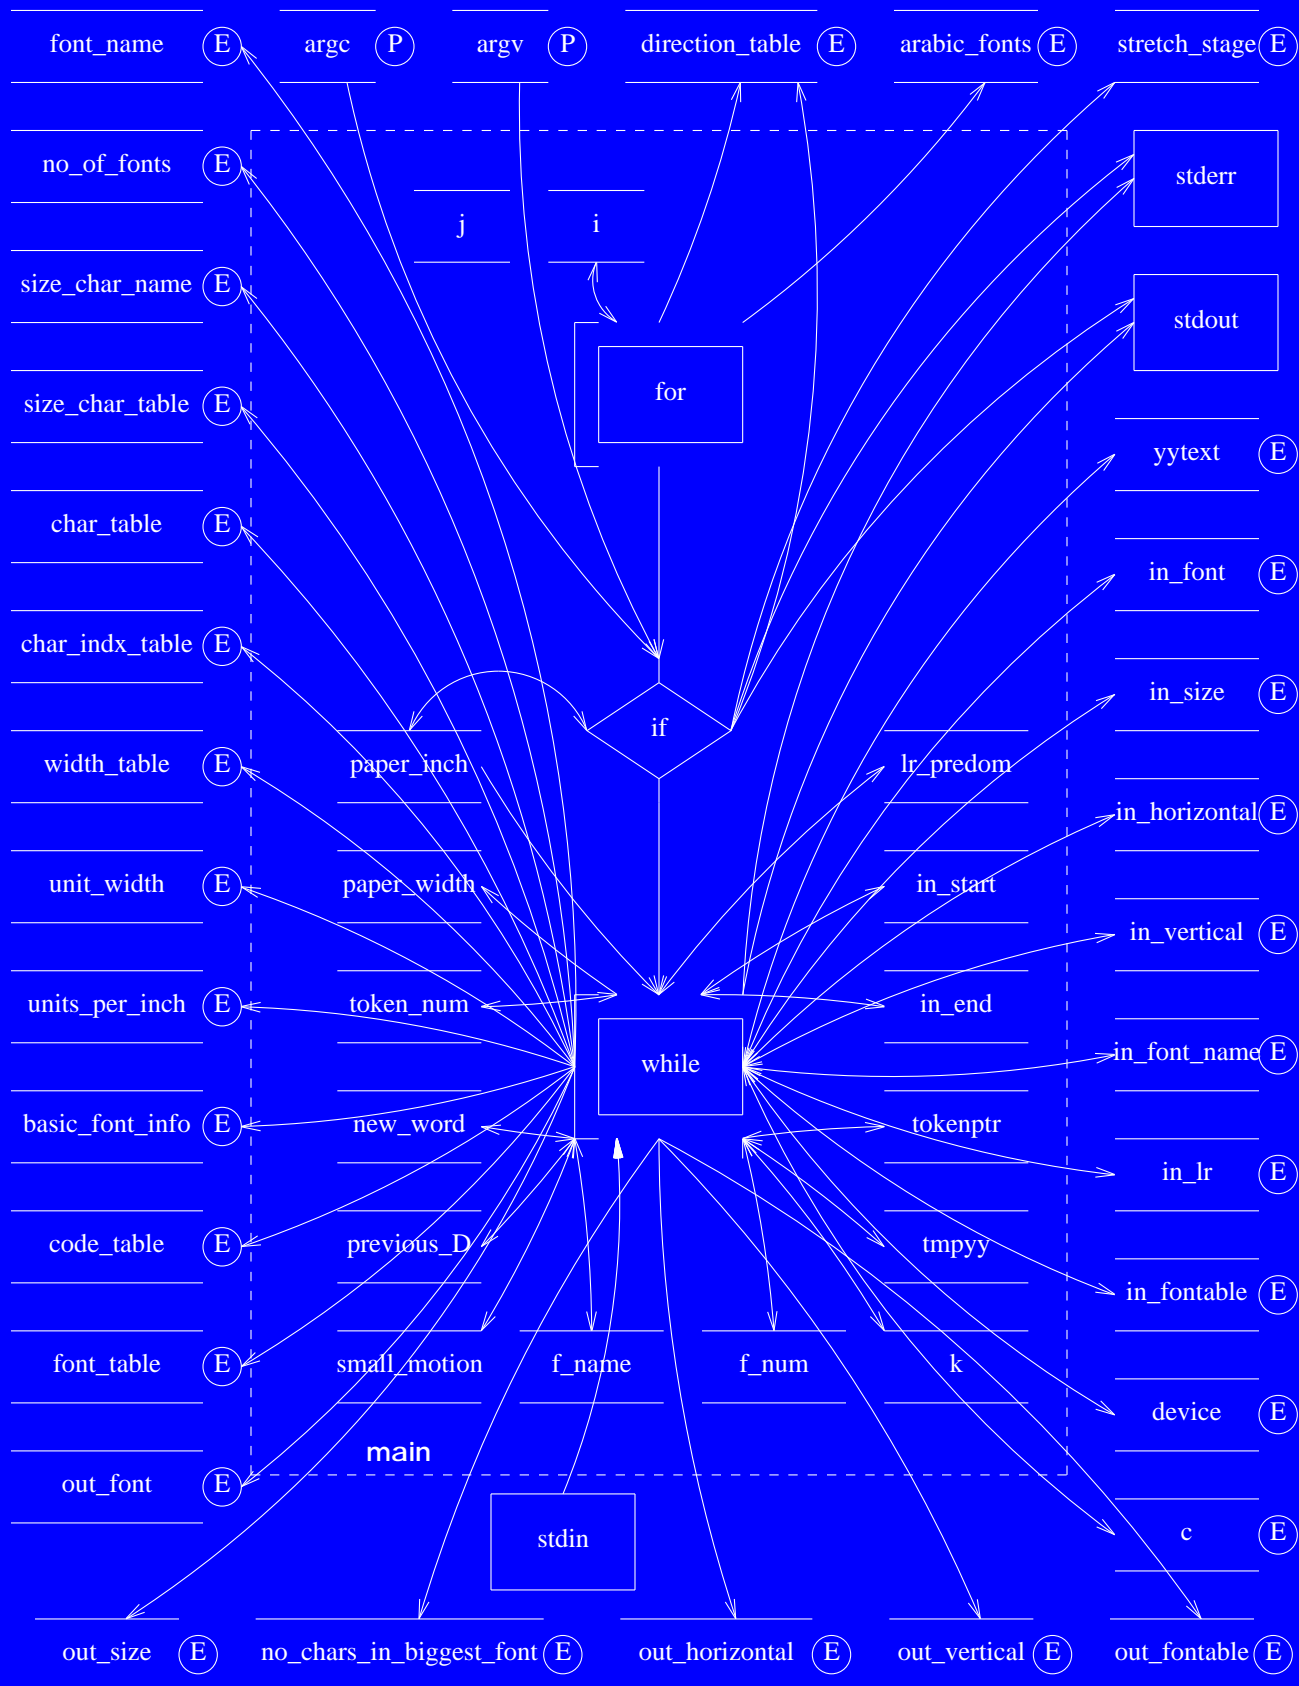 font_name E argc P argv P direction_table E arabic_fonts E stretch_stage E
no_of_fonts E stderr
j i
size_char_name E stdout
size_char_table E for
yytext E
char_table E
in_font E
char_indx_table E
in_size E
if
width_table E paper_inch lr_predom
in_horizontal E
unit_width E paper_width in_start
in_vertical E
units_per_inch E token_num in_end
in_font_name E
while
basic_font_info E new_word tokenptr
in_lr E
code_table E previous_D tmpyy
in_fontable E
font_table E small_motion f_name f_num k
device E
main
out_font E
c E
stdin
out_size E no_chars_in_biggest_font E out_horizontal E out_vertical E out_fontable E